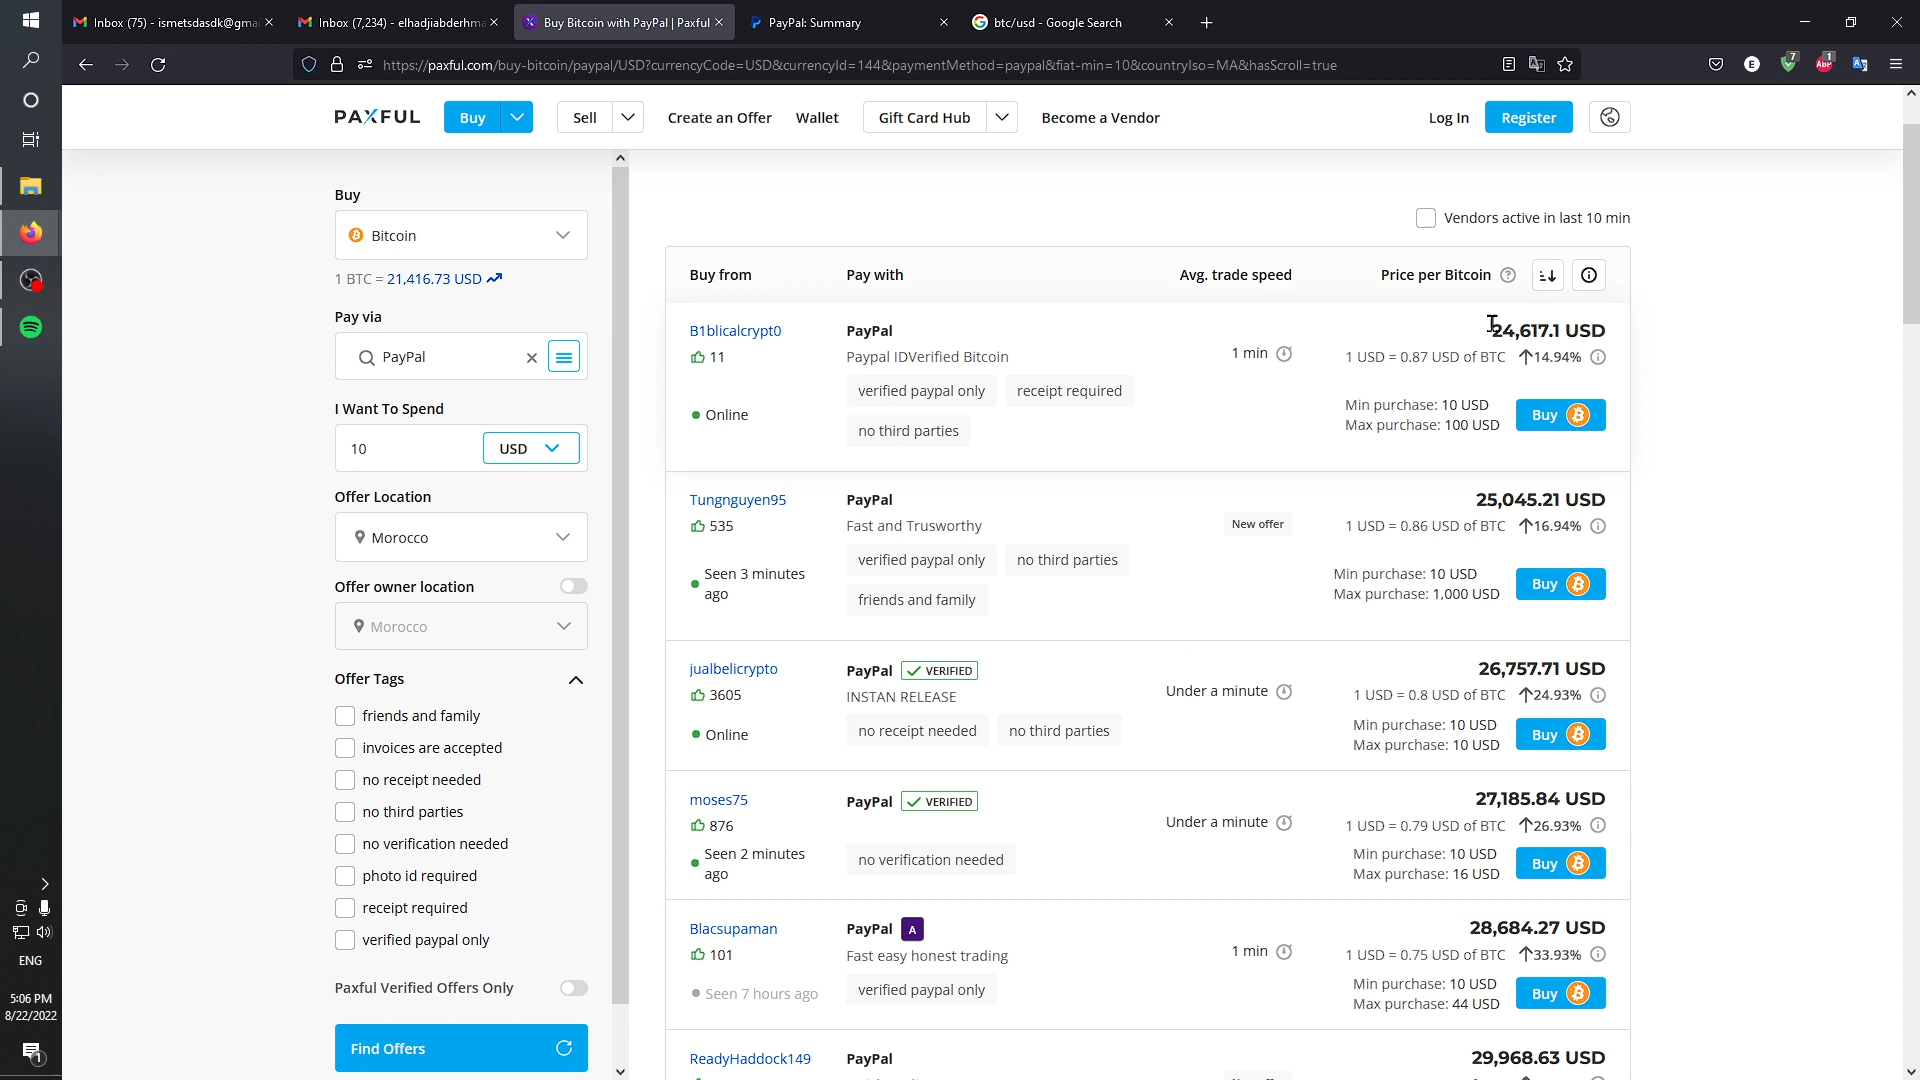 Inbox (75) - ismetsdasdk@gmai
Inbox (7,234) - elhadjiabderhma
Buy Bitcoin with PayPal | Paxful
PayPal: Summary
btc/usd - Google Search
https://paxful.com/buy-bitcoin/paypal/USD?currencyCode=USD&currencyId=144&paymentMethod=paypal&fiat-min=10&countryIso=MA&hasScroll=true
7
E
1
ABP
PAXFUL
Buy
Sell
Create an Offer
Wallet
Gift Card Hub
Become a Vendor
Log In
Register
Buy
Bitcoin
1 BTC = 21,416.73 USD
Pay via
PayPal
I Want To Spend
10
USD
Offer Location
Morocco
Offer owner location
Morocco
Offer Tags
friends and family
invoices are accepted
no receipt needed
no third parties
no verification needed
photo id required
receipt required
verified paypal only
Paxful Verified Offers Only
Find Offers
Vendors active in last 10 min
Buy from
Pay with
Avg. trade speed
Price per Bitcoin
B1blicalcrypt0
11
Online
PayPal
Paypal IDVerified Bitcoin
verified paypal only
receipt required
no third parties
1 min
24,617.1 USD
1 USD = 0.87 USD of BTC
14.94%
Min purchase: 10 USD
Max purchase: 100 USD
Buy
Tungnguyen95
535
Seen 3 minutes
ago
PayPal
Fast and Trusworthy
verified paypal only
no third parties
friends and family
New offer
25,045.21 USD
1 USD = 0.86 USD of BTC
16.94%
Min purchase: 10 USD
Max purchase: 1,000 USD
Buy
jualbelicrypto
3605
Online
PayPal
VERIFIED
INSTAN RELEASE
no receipt needed
no third parties
Under a minute
26,757.71 USD
1 USD = 0.8 USD of BTC
24.93%
Min purchase: 10 USD
Max purchase: 10 USD
Buy
moses75
876
Seen 2 minutes
ago
PayPal
VERIFIED
no verification needed
Under a minute
27,185.84 USD
1 USD = 0.79 USD of BTC
26.93%
Min purchase: 10 USD
Max purchase: 16 USD
Buy
Blacsupaman
101
Seen 7 hours ago
PayPal
A
Fast easy honest trading
verified paypal only
1 min
28,684.27 USD
1 USD = 0.75 USD of BTC
33.93%
Min purchase: 10 USD
Max purchase: 44 USD
Buy
ReadyHaddock149
PayPal
29,968.63 USD
ENG
5:06 PM
8/22/2022
1